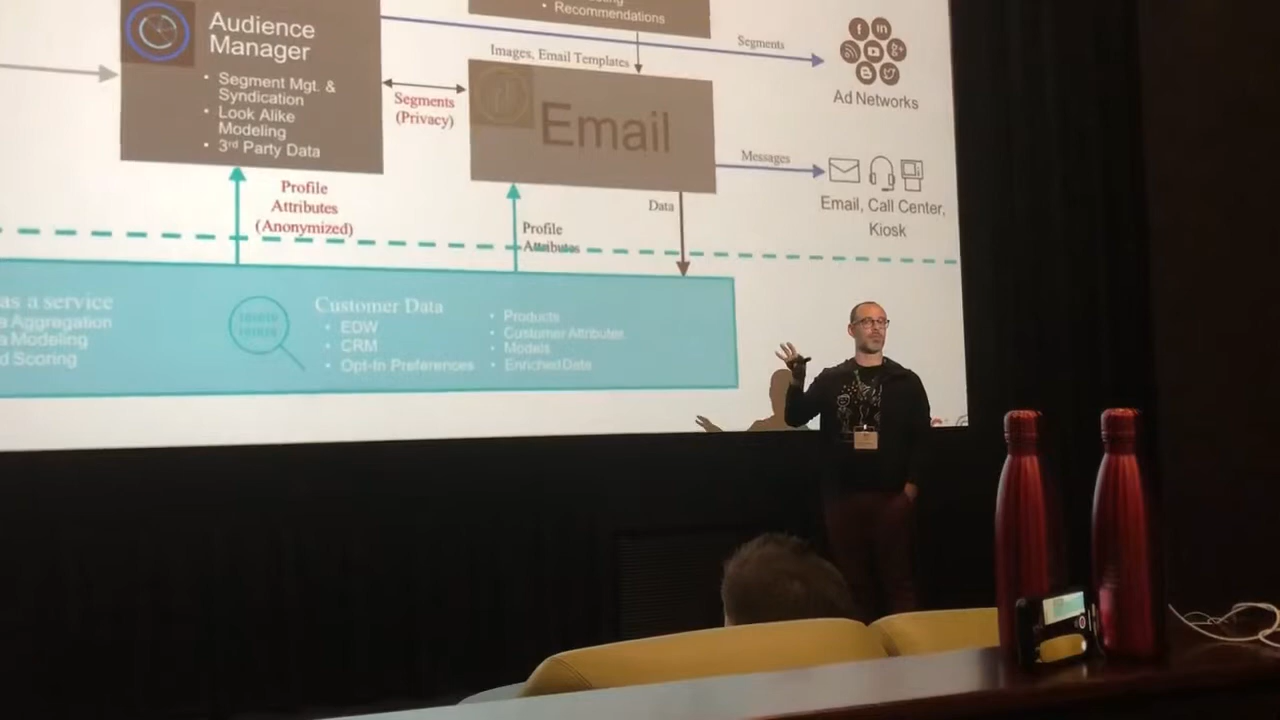 • Recommendations
Audience
Manager
• Segment Mgt. &
Syndication
• Look Alike
Modeling
• 3rd Party Data
Segments
Images, Email Templates
Segments
(Privacy)
Email
Ad Networks
Messages
Email, Call Center,
Kiosk
Profile
Attributes
(Anonymized)
Profile
Attributes
Data
as a service
Aggregation
Modeling
d Scoring
Customer Data
• EDW
• CRM
• Opt-In Preferences
• Products
• Customer Attributes
• Models
• Enriched Data